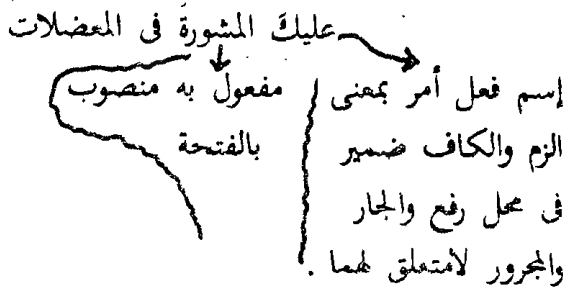 عليكَ المشورةَ فى المعضلات
إسم فعل أمر بمعنى
الزم والكاف ضمير
فى محل رفع والجار
والمجرور لامتعلق لهما .
مفعول به منصوب
بالفتحة